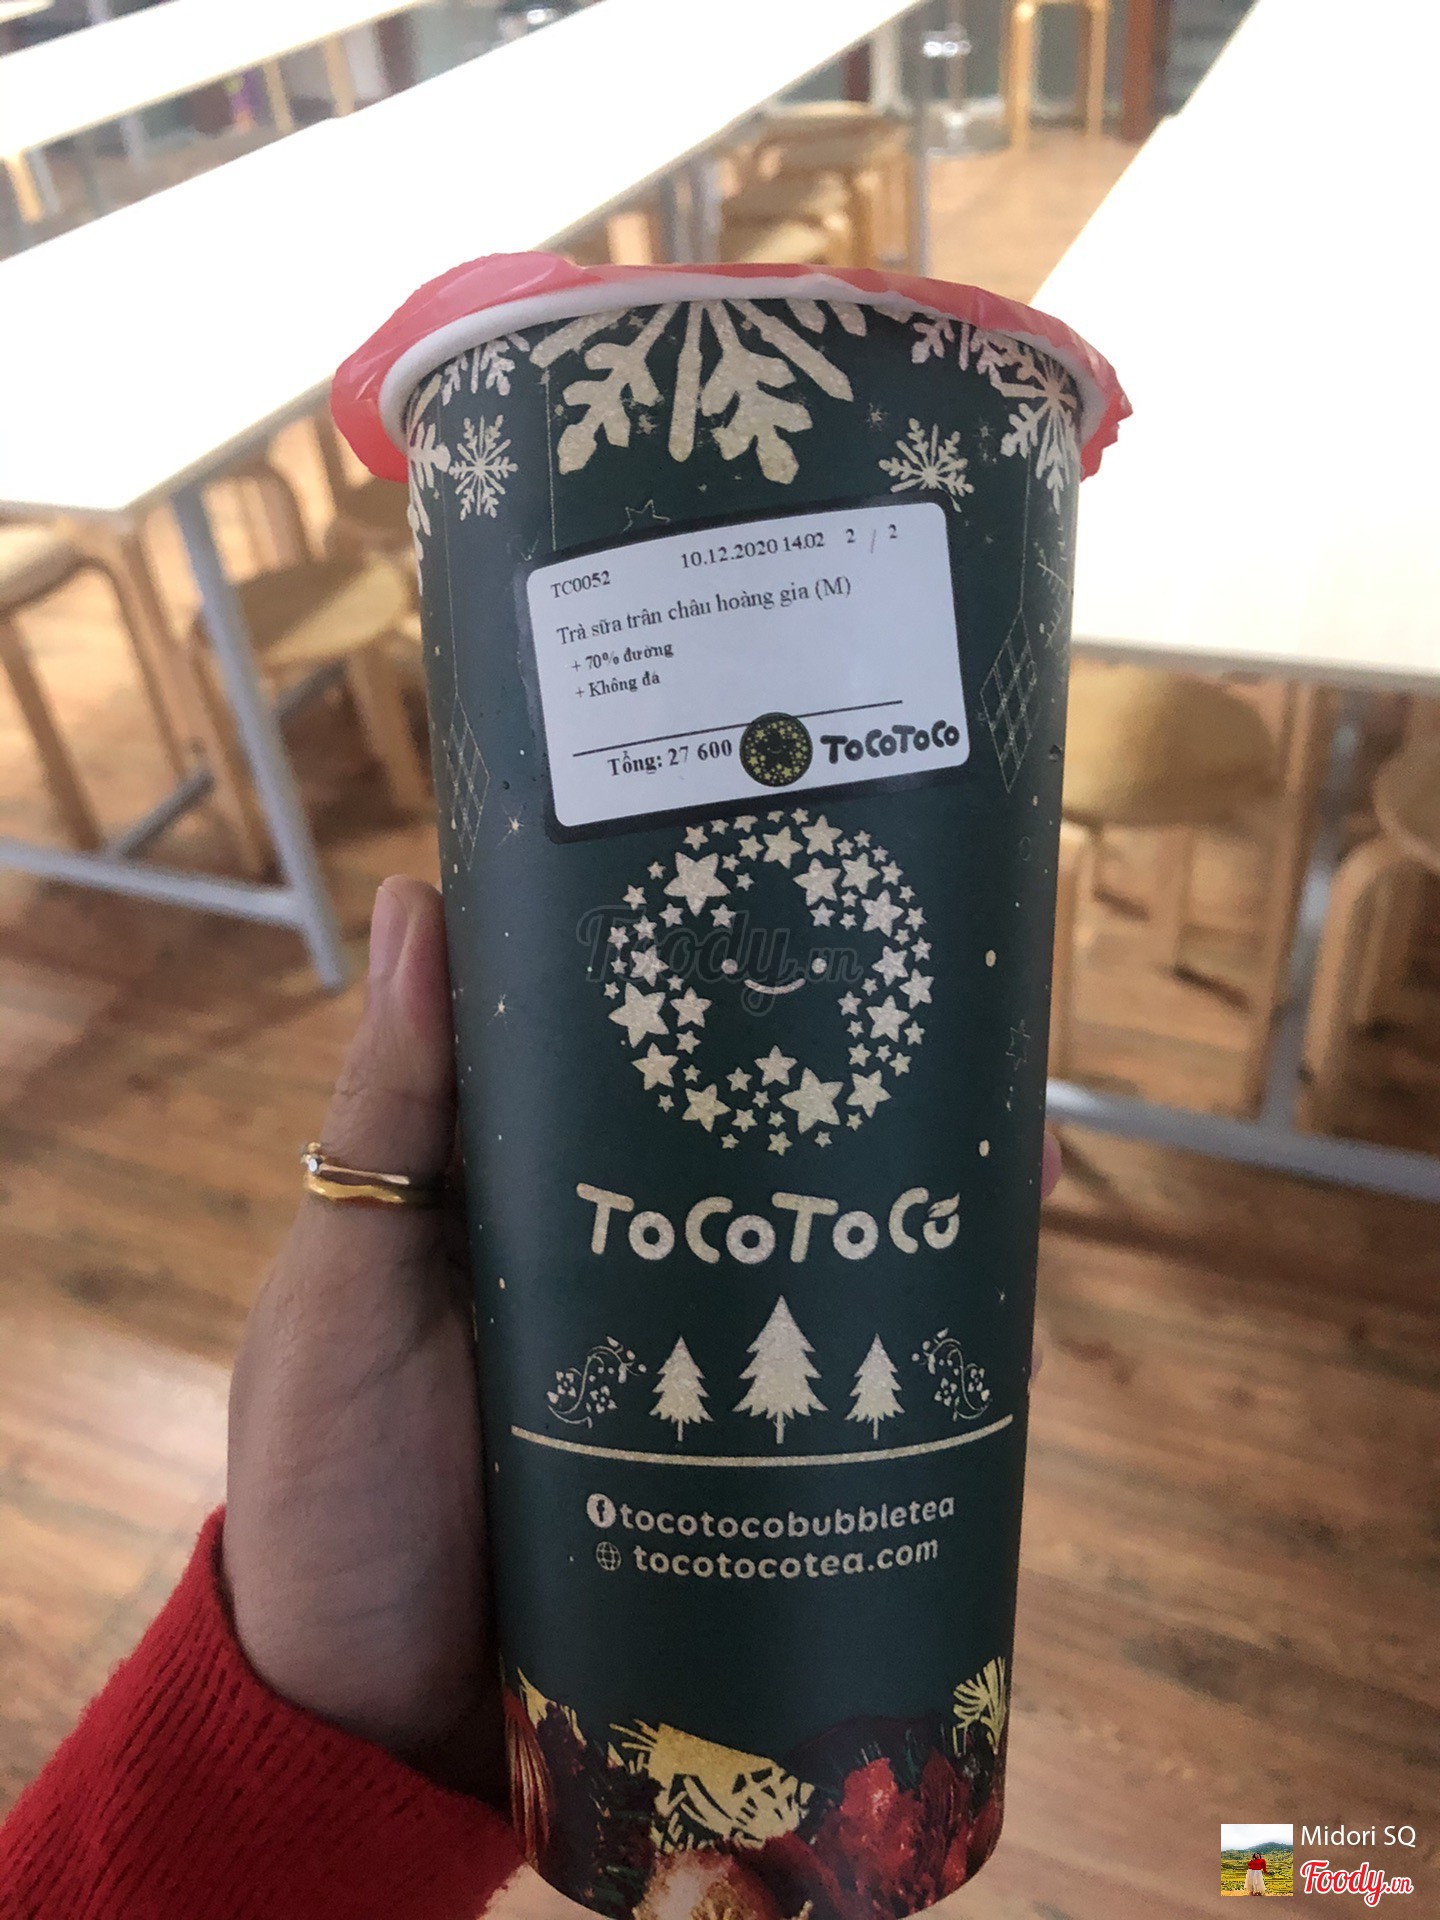 TC0052 10.12.2020 14.02 2 / 2
Trà sữa trân châu hoàng gia (M)
+ 70% đường
+ Không đá
Tổng: 27 600 ToCoToCo
Foody.vn
ToCoToCo
tocotocobubbletea
tocotocotea.com
Midori SQ
Foody.vn